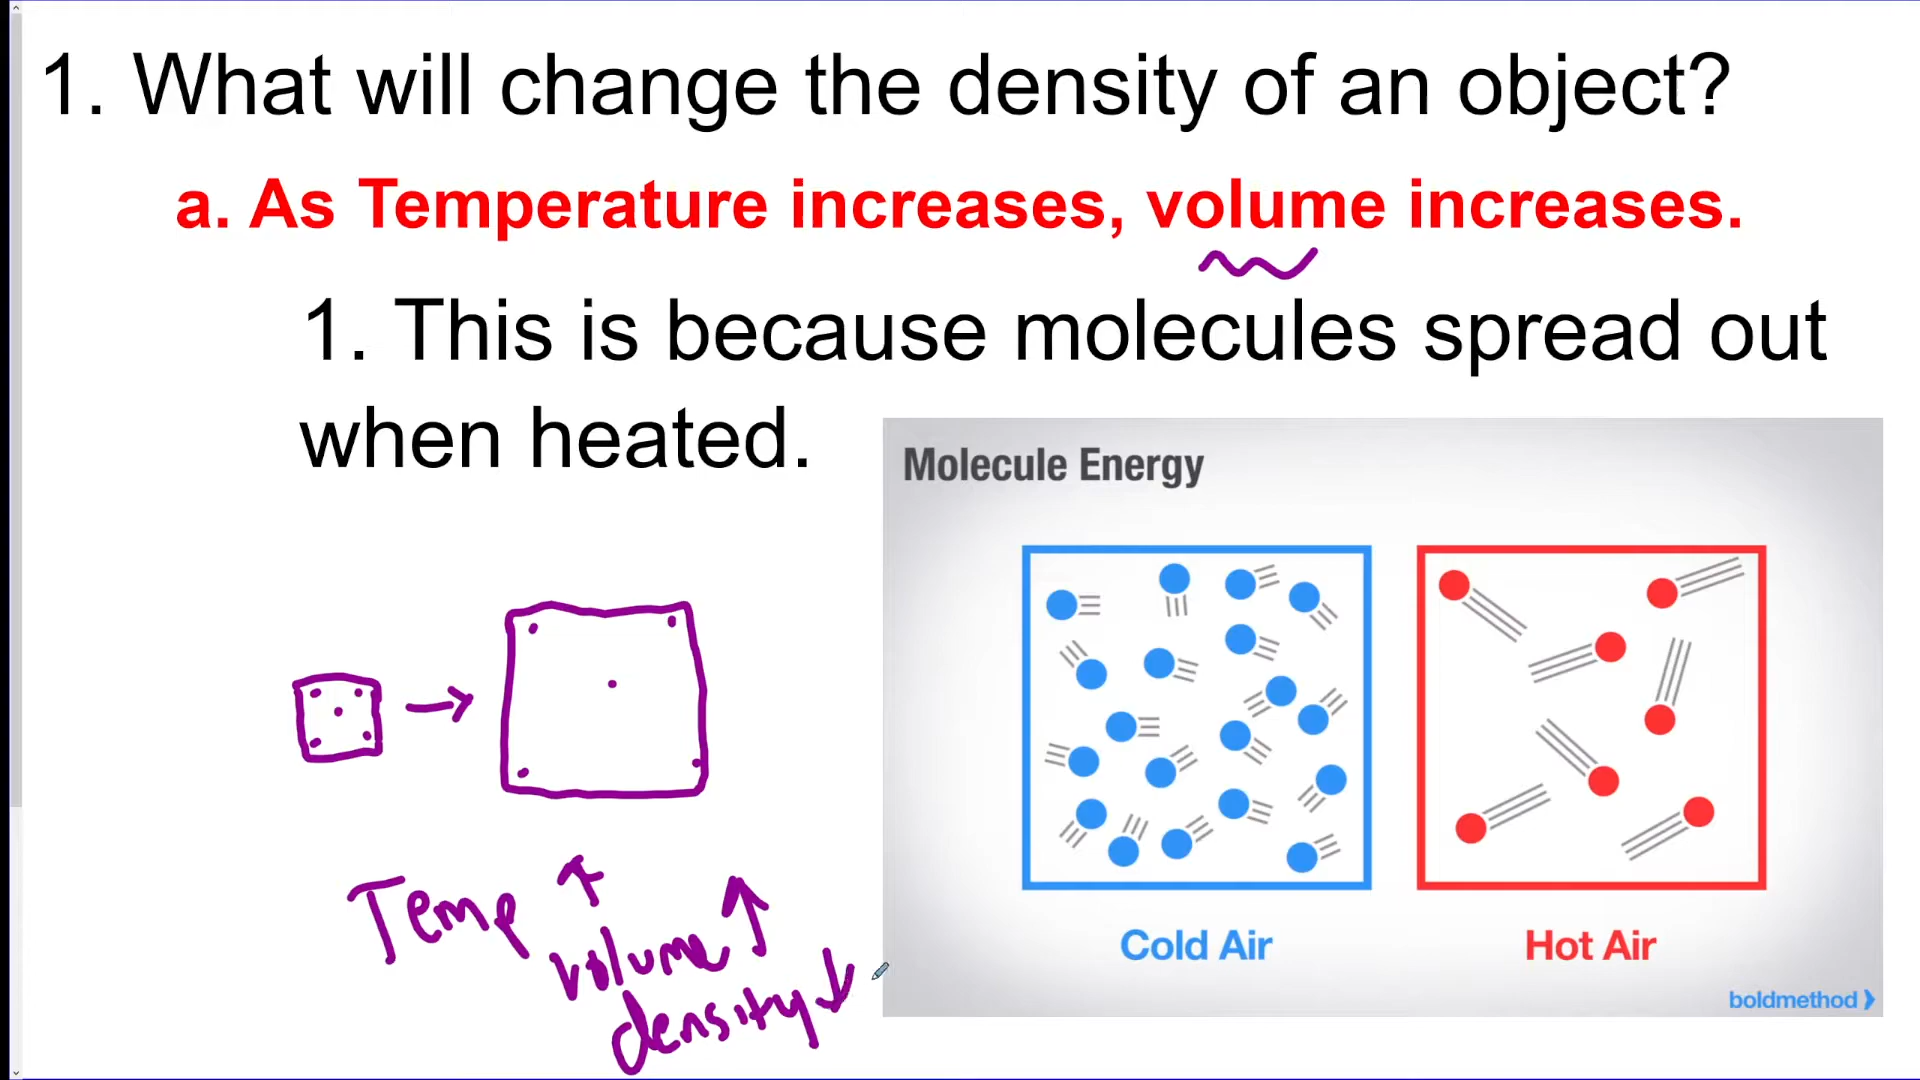 1. What will change the density of an object?
a. As Temperature increases, volume increases.
1. This is because molecules spread out
when heated.
Molecule Energy
Cold Air
Hot Air
boldmethod
Temp ↑
volume ↑
density ↓